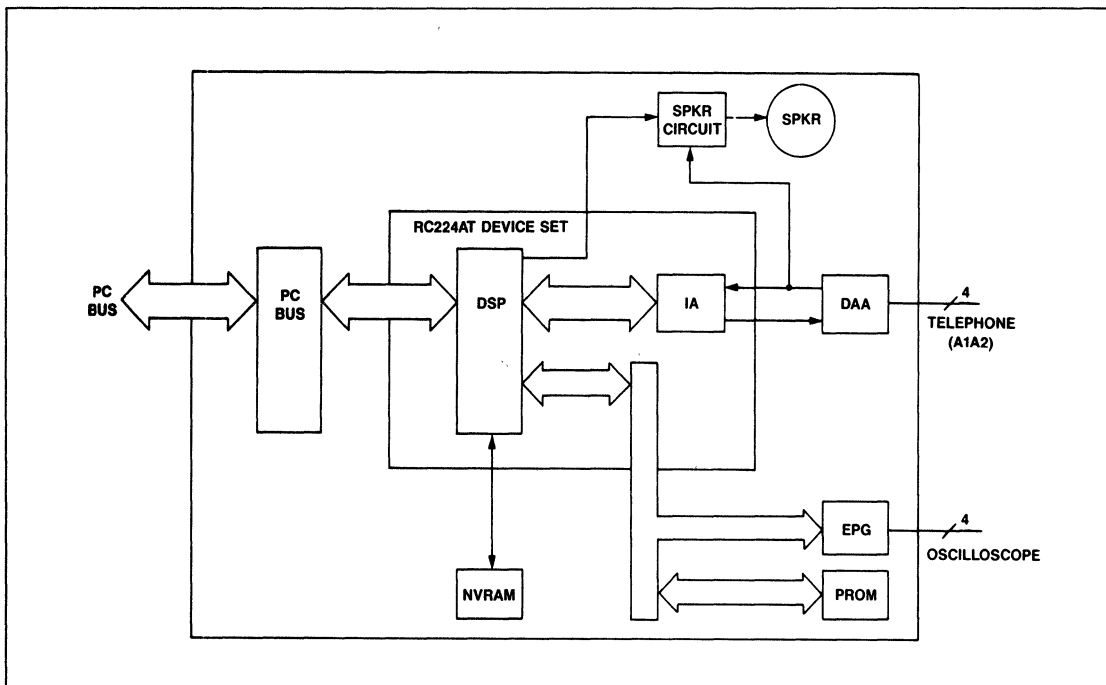 SPKR
CIRCUIT
SPKR
RC224AT DEVICE SET
PC
BUS
PC
BUS
DSP
IA
DAA
4
TELEPHONE
(A1A2)
EPG
4
OSCILLOSCOPE
NVRAM
PROM